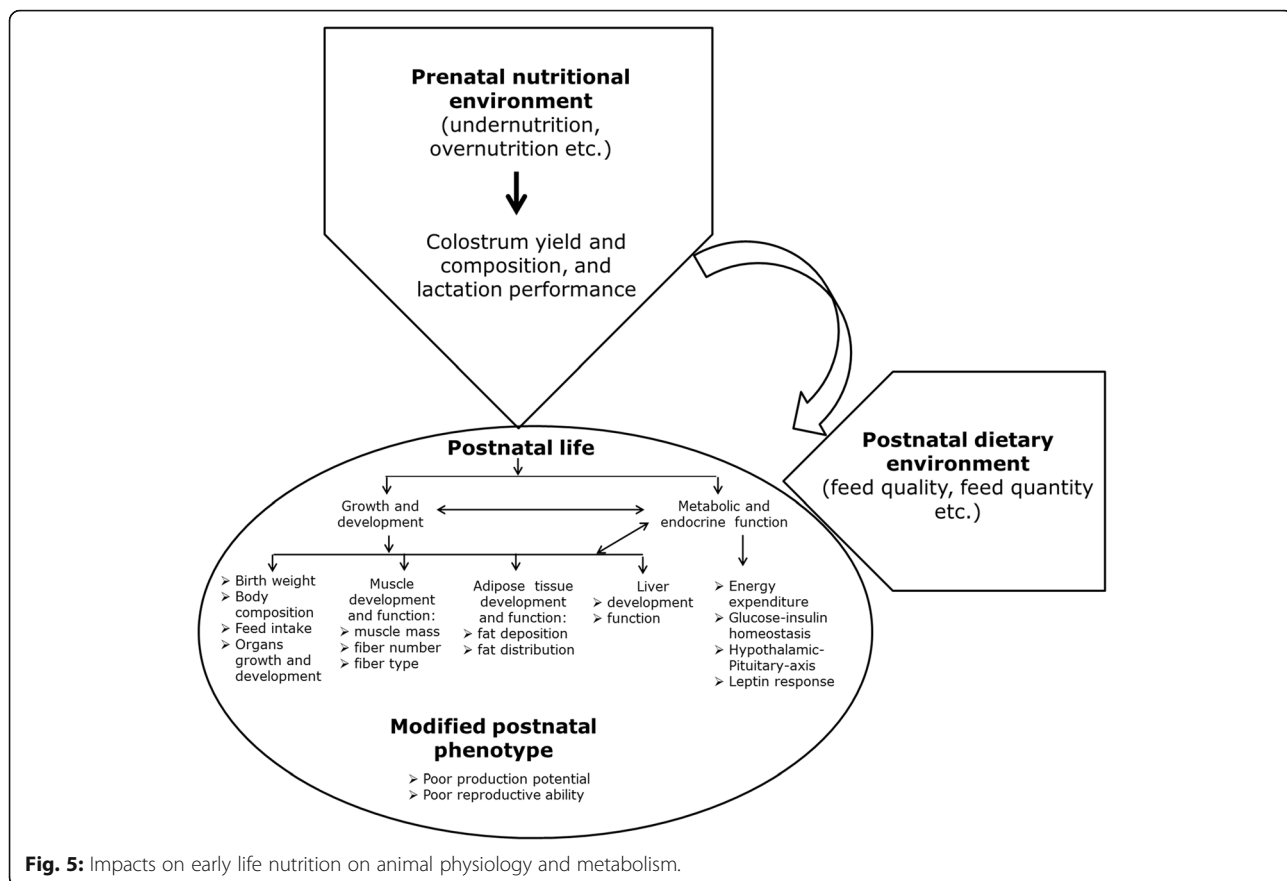 Prenatal nutritional
environment
(undernutrition,
overnutrition etc.)
Colostrum yield and
composition, and
lactation performance
Postnatal dietary
environment
(feed quality, feed quantity
etc.)
Postnatal life
Growth and
development
Metabolic and
endocrine function
➢ Birth weight
➢ Body
composition
➢ Feed intake
➢ Organs
growth and
development
Muscle
development
and function:
➢ muscle mass
➢ fiber number
➢ fiber type
Adipose tissue
development
and function:
➢ fat deposition
➢ fat distribution
Liver
➢ development
➢ function
➢ Energy
expenditure
➢ Glucose-insulin
homeostasis
➢ Hypothalamic-
Pituitary-axis
➢ Leptin response
Modified postnatal
phenotype
➢ Poor production potential
➢ Poor reproductive ability
Fig. 5: Impacts on early life nutrition on animal physiology and metabolism.